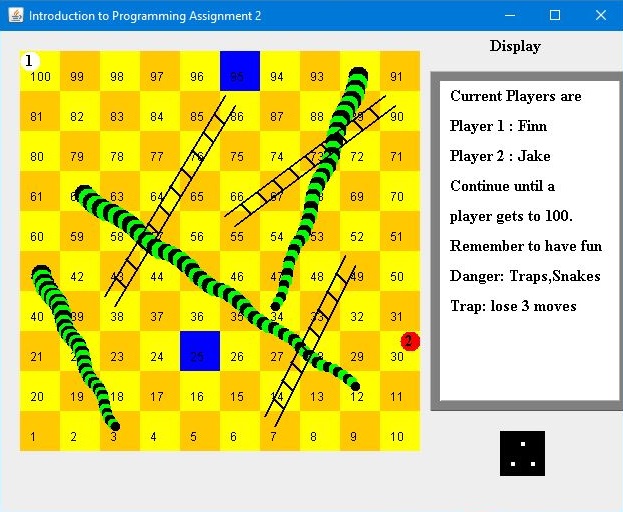 Introduction to Programming Assignment 2
1
100 99 98 97 96 95 94 93 91
81 82 83 84 85 86 87 88 90
80 79 78 77 76 75 74 73 72 71
61 63 64 65 66 67 69 70
60 59 58 56 55 54 53 52 51
42 43 44 45 46 47 48 49 50
40 39 38 37 36 35 34 33 32 31
2
21 23 24 25 26 27 29 30
20 19 18 17 16 15 14 13 12 11
1 2 3 4 5 6 7 8 9 10
Display
Current Players are
Player 1 : Finn
Player 2 : Jake
Continue until a
player gets to 100.
Remember to have fun
Danger: Traps,Snakes
Trap: lose 3 moves